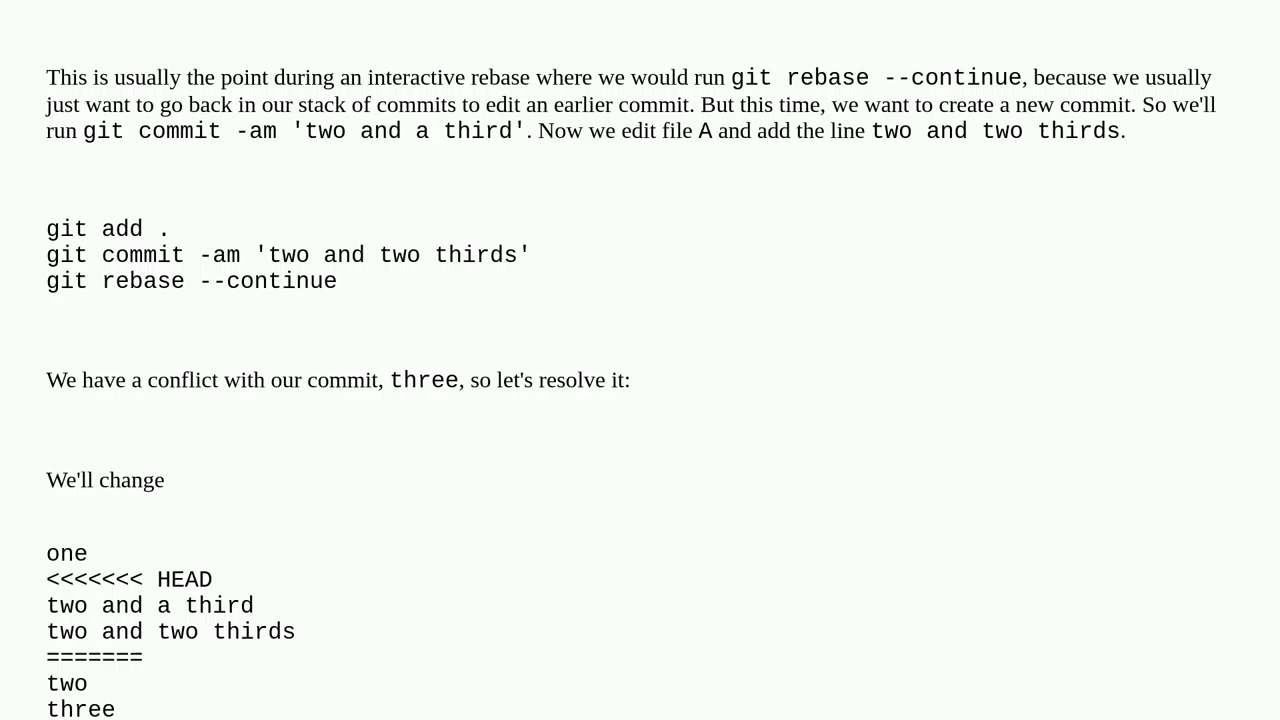 This is usually the point during an interactive rebase where we would run git rebase --continue, because we usually
just want to go back in our stack of commits to edit an earlier commit. But this time, we want to create a new commit. So we'll
run git commit -am 'two and a third'. Now we edit file A and add the line two and two thirds.
git add .
git commit -am 'two and two thirds'
git rebase --continue
We have a conflict with our commit, three, so let's resolve it:
We'll change
one
<<<<<<< HEAD
two and a third
two and two thirds
=======
two
three